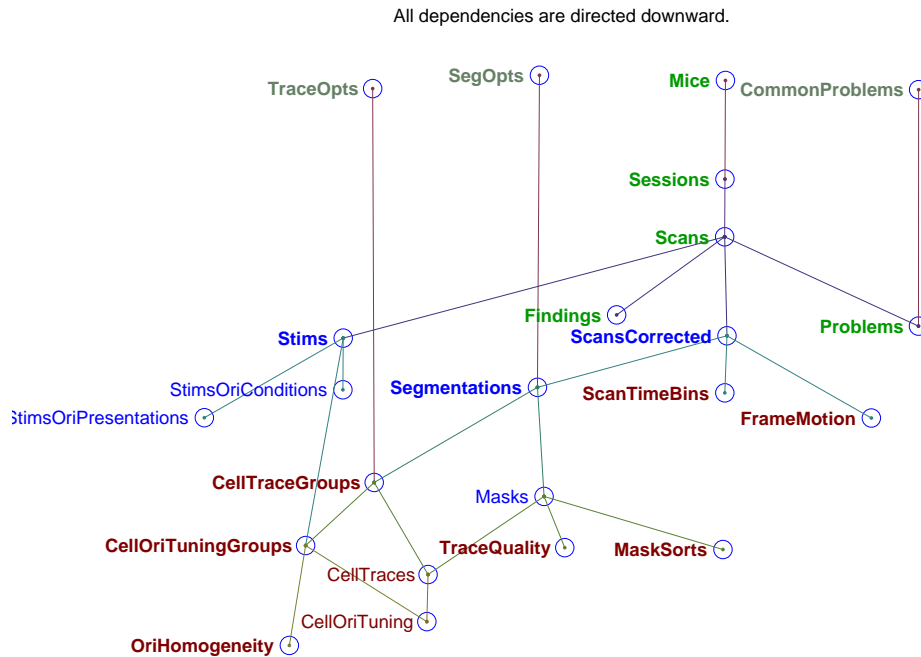 All dependencies are directed downward.
SegOpts
Mice
TraceOpts
CommonProblems
Sessions
Scans
Findings
Problems
Stims
ScansCorrected
StimsOriConditions
Segmentations
ScanTimeBins
StimsOriPresentations
FrameMotion
CellTraceGroups
Masks
CellOriTuningGroups
TraceQuality
MaskSorts
CellTraces
CellOriTuning
OriHomogeneity